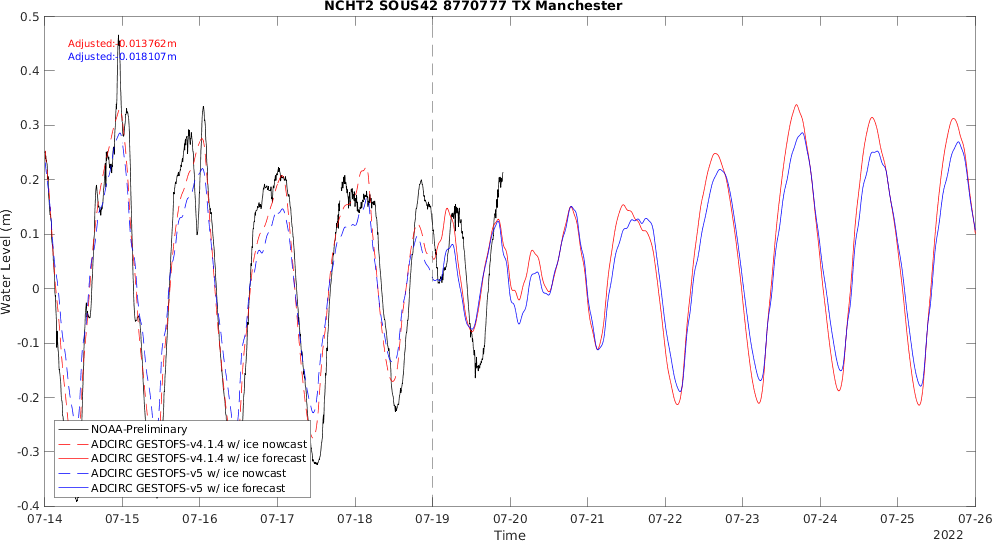 NCHT2 SOUS42 8770777 TX Manchester
Adjusted:-0.013762m
Adjusted:-0.018107m
0.5
0.4
0.3
0.2
0.1
0
-0.1
-0.2
-0.3
-0.4
Water Level (m)
NOAA-Preliminary
ADCIRC GESTOFS-v4.1.4 w/ ice nowcast
ADCIRC GESTOFS-v4.1.4 w/ ice forecast
ADCIRC GESTOFS-v5 w/ ice nowcast
ADCIRC GESTOFS-v5 w/ ice forecast
07-14 07-15 07-16 07-17 07-18 07-19 07-20 07-21 07-22 07-23 07-24 07-25 07-26
Time
2022